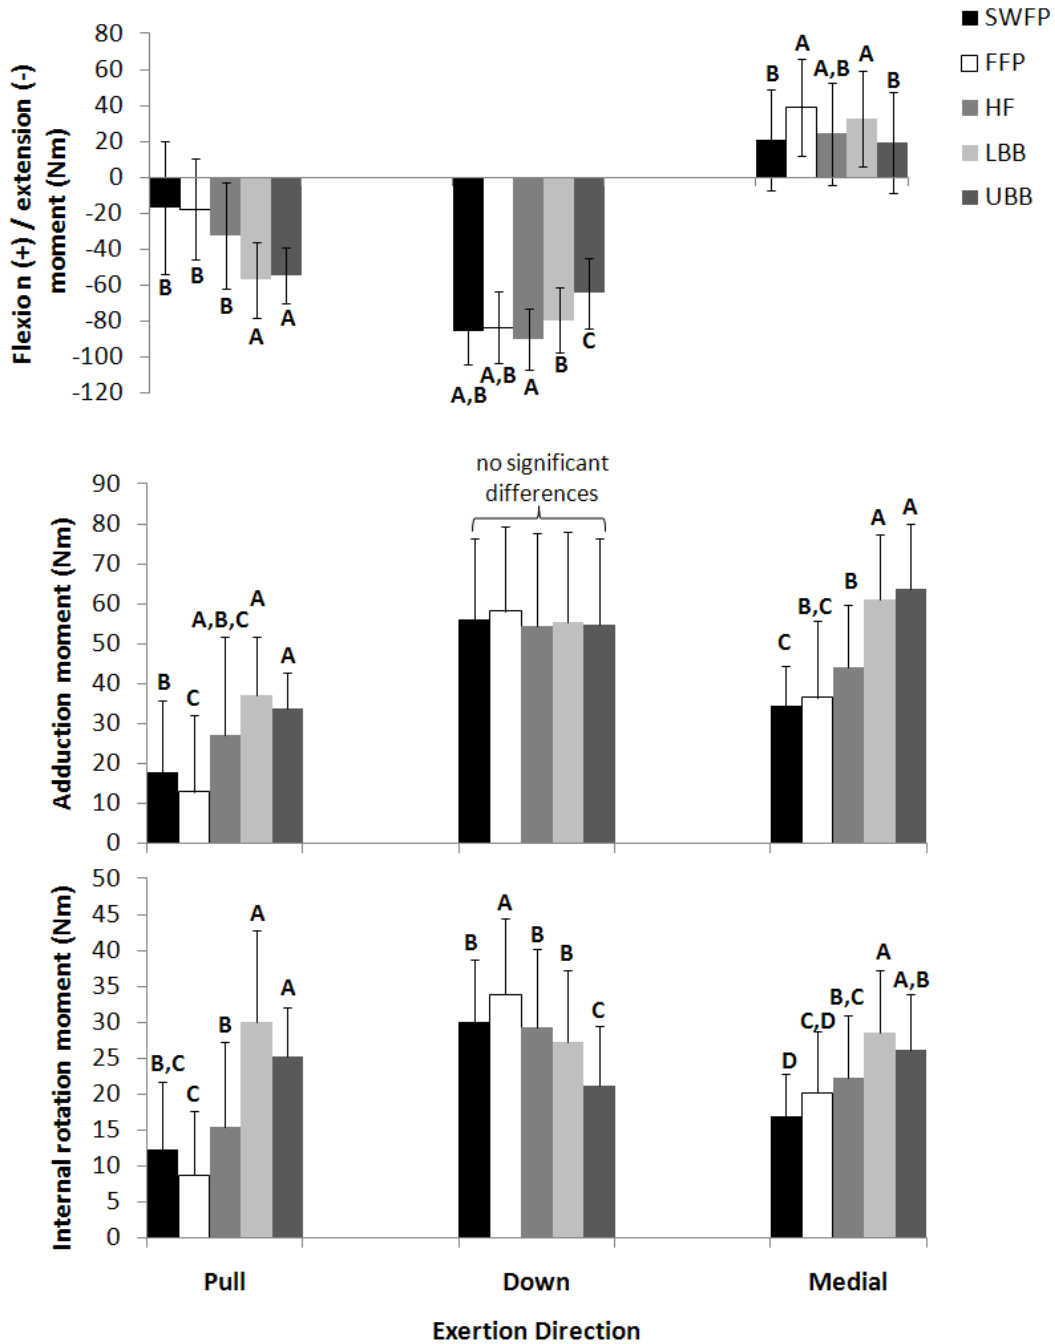 SWFP
FFP
HF
LBB
UBB
Flexion (+) / extension (-)
moment (Nm)
80
60
40
20
0
-20
-40
-60
-80
-100
-120
B
B
B
A
A
A,B
A,B
A
B
C
B
A
A,B
A
B
Adduction moment (Nm)
90
80
70
60
50
40
30
20
10
0
B
C
A,B,C
A
A
no significant
differences
C
B,C
B
A
A
Internal rotation moment (Nm)
50
45
40
35
30
25
20
15
10
5
0
B,C
C
B
A
A
B
A
B
B
C
D
C,D
B,C
A
A,B
Pull
Down
Medial
Exertion Direction